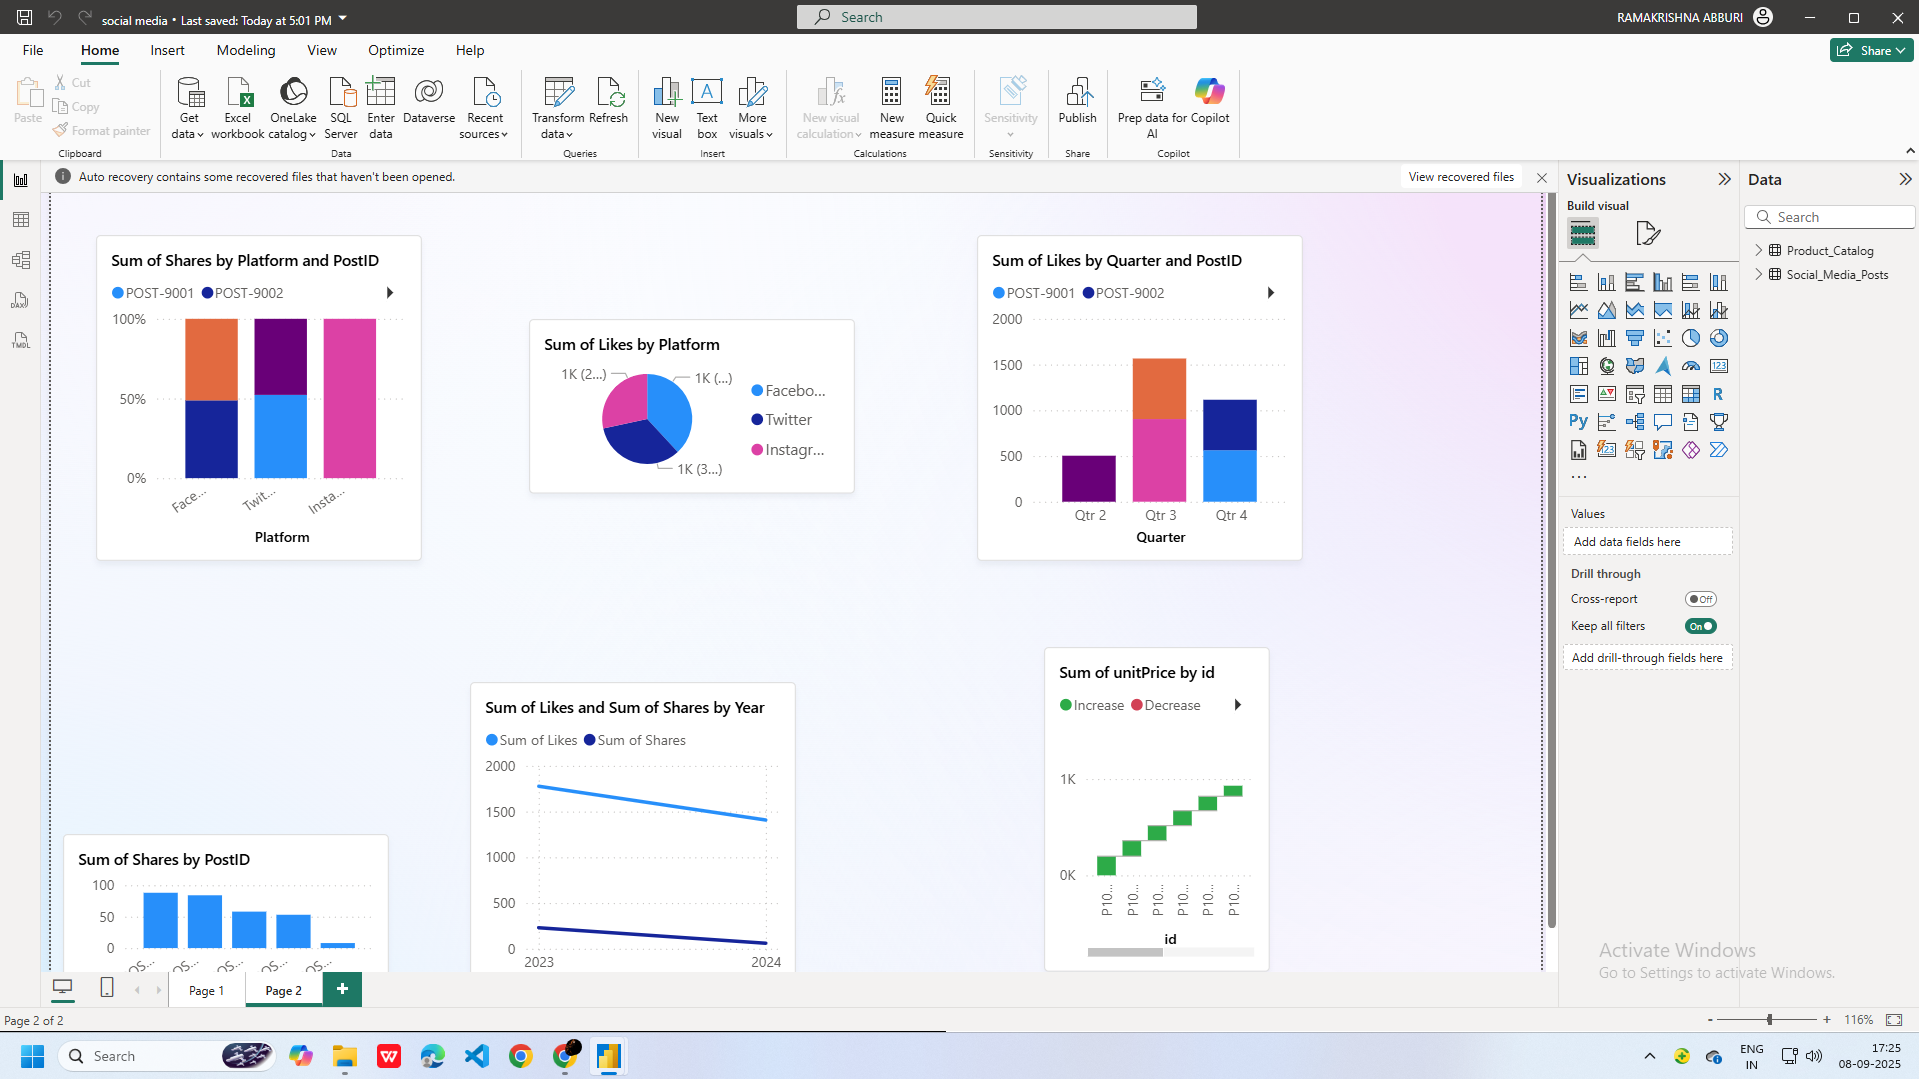 social media • Last saved: Today at 5:01 PM
Search
RAMAKRISHNA ABBURI
File Home Insert Modeling View Optimize Help
Share
Paste
Cut
Copy
Format painter
Clipboard
Get data
Excel workbook
OneLake catalog
SQL Server
Enter data
Dataverse
Recent sources
Data
Transform data
Refresh
Queries
New visual
Text box
More visuals
Insert
New visual calculation
New measure
Quick measure
Calculations
Sensitivity
Sensitivity
Publish
Share
Prep data for AI
Copilot
Copilot
Auto recovery contains some recovered files that haven't been opened.
View recovered files
Sum of Shares by Platform and PostID
POST-9001 POST-9002
100%
50%
0%
Face...
Twit...
Insta...
Platform
Sum of Likes by Platform
1K (2...)
1K (...)
1K (3...)
Facebo...
Twitter
Instagr...
Sum of Likes by Quarter and PostID
POST-9001 POST-9002
2000
1500
1000
500
0
Qtr 2 Qtr 3 Qtr 4
Quarter
Sum of Shares by PostID
100
50
0
OS... OS... OS... OS... OS...
Sum of Likes and Sum of Shares by Year
Sum of Likes Sum of Shares
2000
1500
1000
500
0
2023 2024
Sum of unitPrice by id
Increase Decrease
1K
0K
P10... P10... P10... P10... P10... P10...
id
Visualizations
Build visual
Py
R
123
...
Values
Add data fields here
Drill through
Cross-report
Off
Keep all filters
On
Add drill-through fields here
Data
Search
Product_Catalog
Social_Media_Posts
DAX
TMDL
Activate Windows
Go to Settings to activate Windows.
Page 1
Page 2
+
Page 2 of 2
- + 116%
Search
W
ENG
IN
17:25
08-09-2025